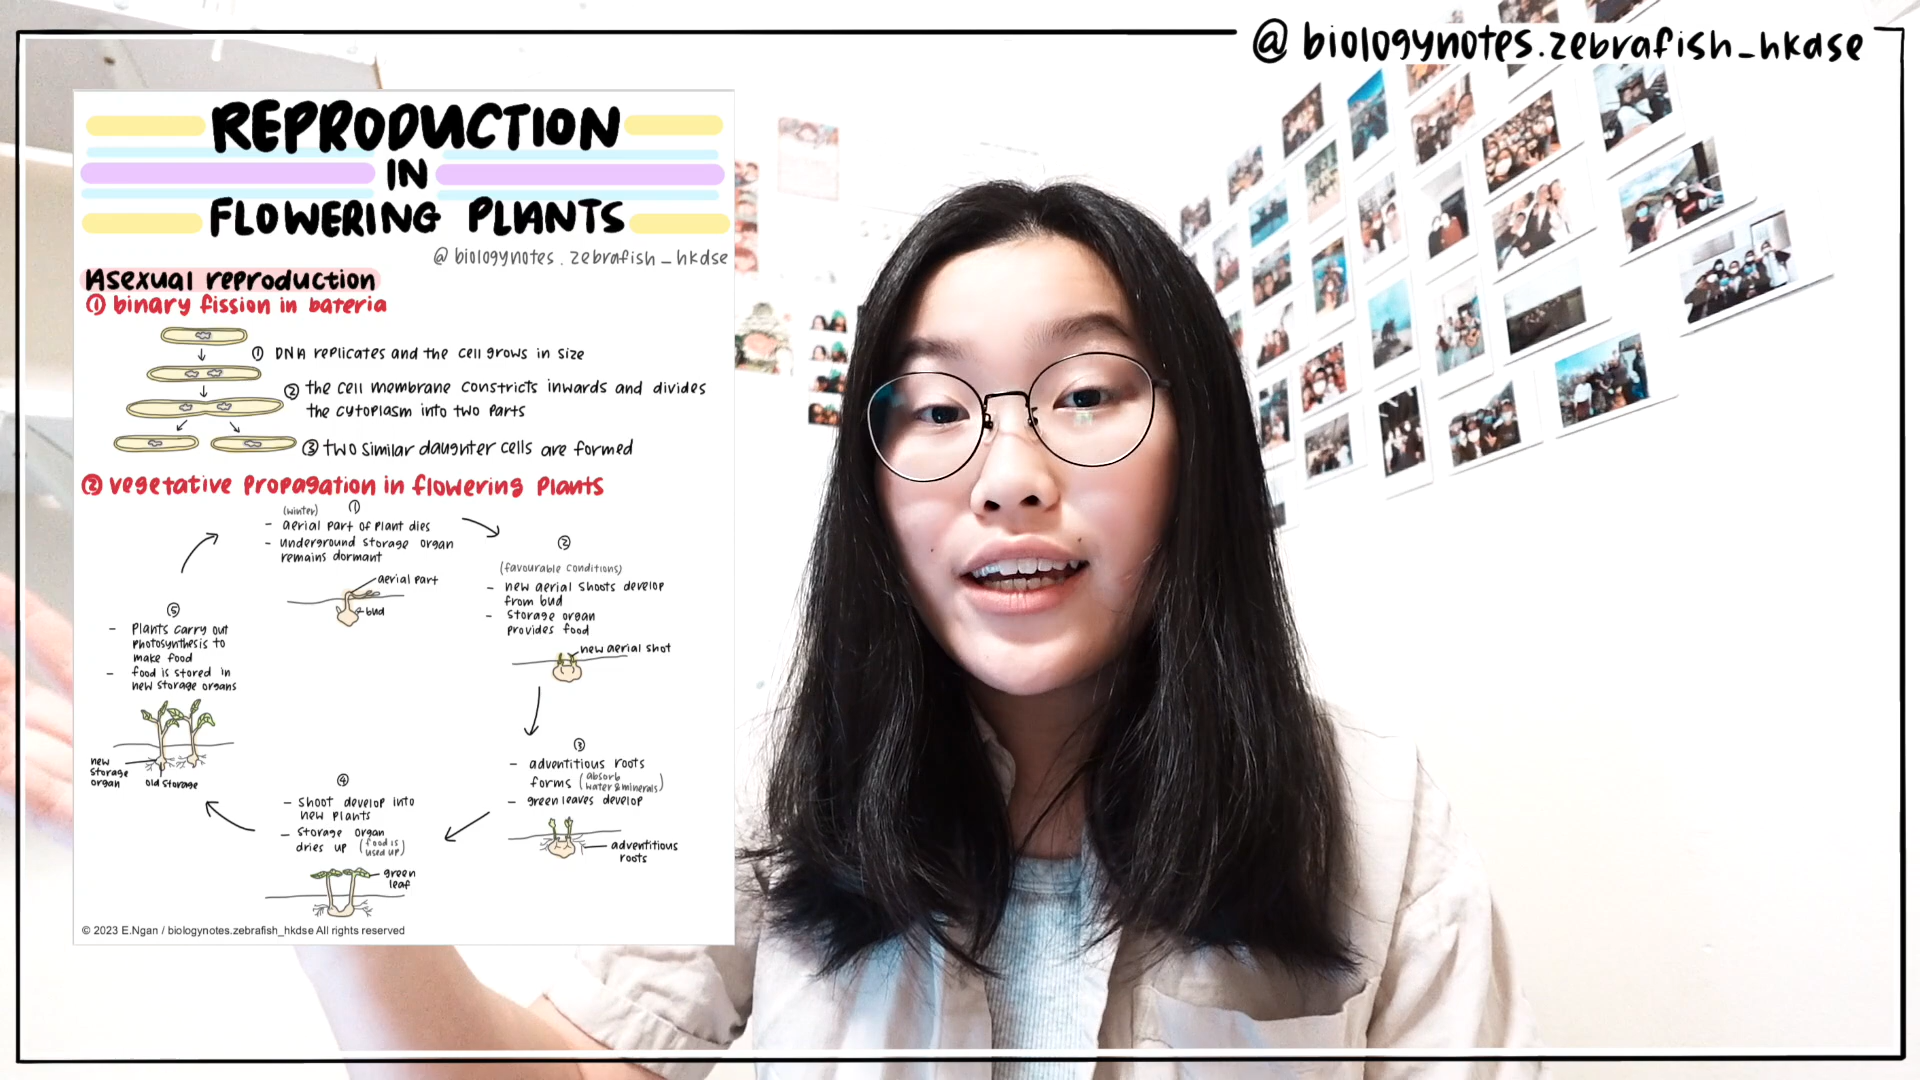 @ biologynotes.zebrafish_hkdse
REPRODUCTION
IN
FLOWERING PLANTS
@ biologynotes.zebrafish_hkdse
Asexual reproduction
① binary fission in bateria
① DNA replicates and the cell grows in size
② the cell membrane constricts inwards and divides
the cytoplasm into two parts
③ two similar daughter cells are formed
② vegetative propagation in flowering plants
(winter) ①
- aerial part of plant dies
- underground storage organ
remains dormant
aerial part
bud
②
(favourable conditions)
- new aerial shoots develop
from bud
- storage organ
provides food
new aerial shot
③
- adventitious roots
forms (absorb
water & minerals)
- green leaves develop
adventitious
roots
④
- shoot develop into
new plants
- storage organ
dries up (food is
used up)
green
leaf
⑤
- plants carry out
photosynthesis to
make food
- food is stored in
new storage organs
new
storage
organ
old storage
© 2023 E.Ngan / biologynotes.zebrafish_hkdse All rights reserved